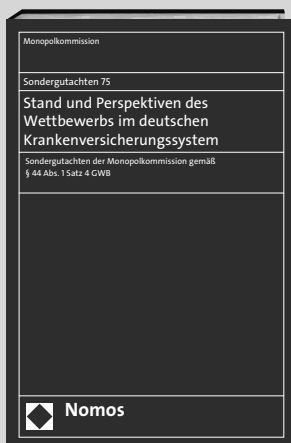 Monopolkommission
Sondergutachten 75
Stand und Perspektiven des
Wettbewerbs im deutschen
Krankenversicherungssystem
Sondergutachten der Monopolkommission gemäß
§ 44 Abs. 1 Satz 4 GWB
Nomos